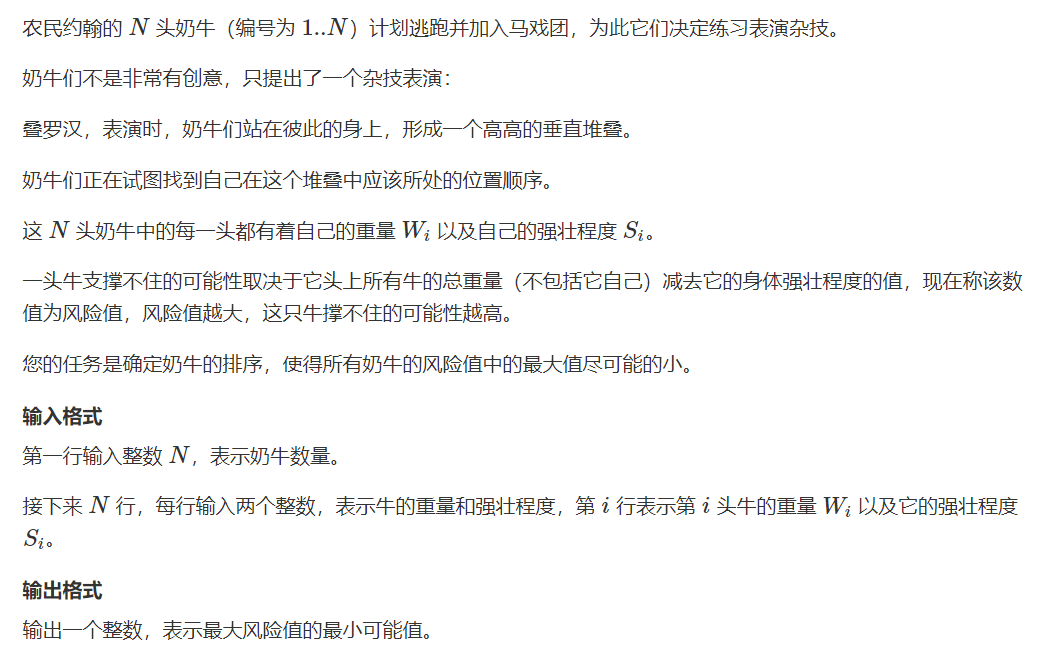 农民约翰的 N 头奶牛（编号为 1..N）计划逃跑并加入马戏团，为此它们决定练习表演杂技。
奶牛们不是非常有创意，只提出了一个杂技表演：
叠罗汉，表演时，奶牛们站在彼此的身上，形成一个高高的垂直堆叠。
奶牛们正在试图找到自己在这个堆叠中应该所处的位置顺序。
这 N 头奶牛中的每一头都有着自己的重量 Wi 以及自己的强壮程度 Si。
一头牛支撑不住的可能性取决于它头上所有牛的总重量（不包括它自己）减去它的身体强壮程度的值，现在称该数
值为风险值，风险值越大，这只牛撑不住的可能性越高。
您的任务是确定奶牛的排序，使得所有奶牛的风险值中的最大值尽可能的小。
输入格式
第一行输入整数 N，表示奶牛数量。
接下来 N 行，每行输入两个整数，表示牛的重量和强壮程度，第 i 行表示第 i 头牛的重量 Wi 以及它的强壮程度
Si。
输出格式
输出一个整数，表示最大风险值的最小可能值。